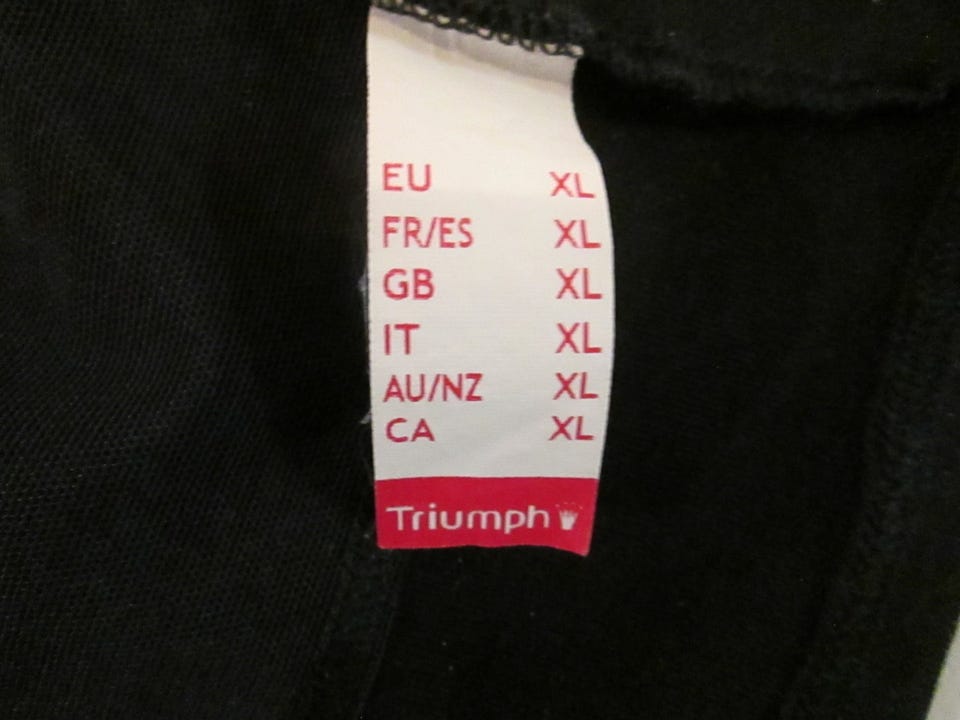 EU XL
FR/ES XL
GB XL
IT XL
AU/NZ XL
CA XL
Triumph